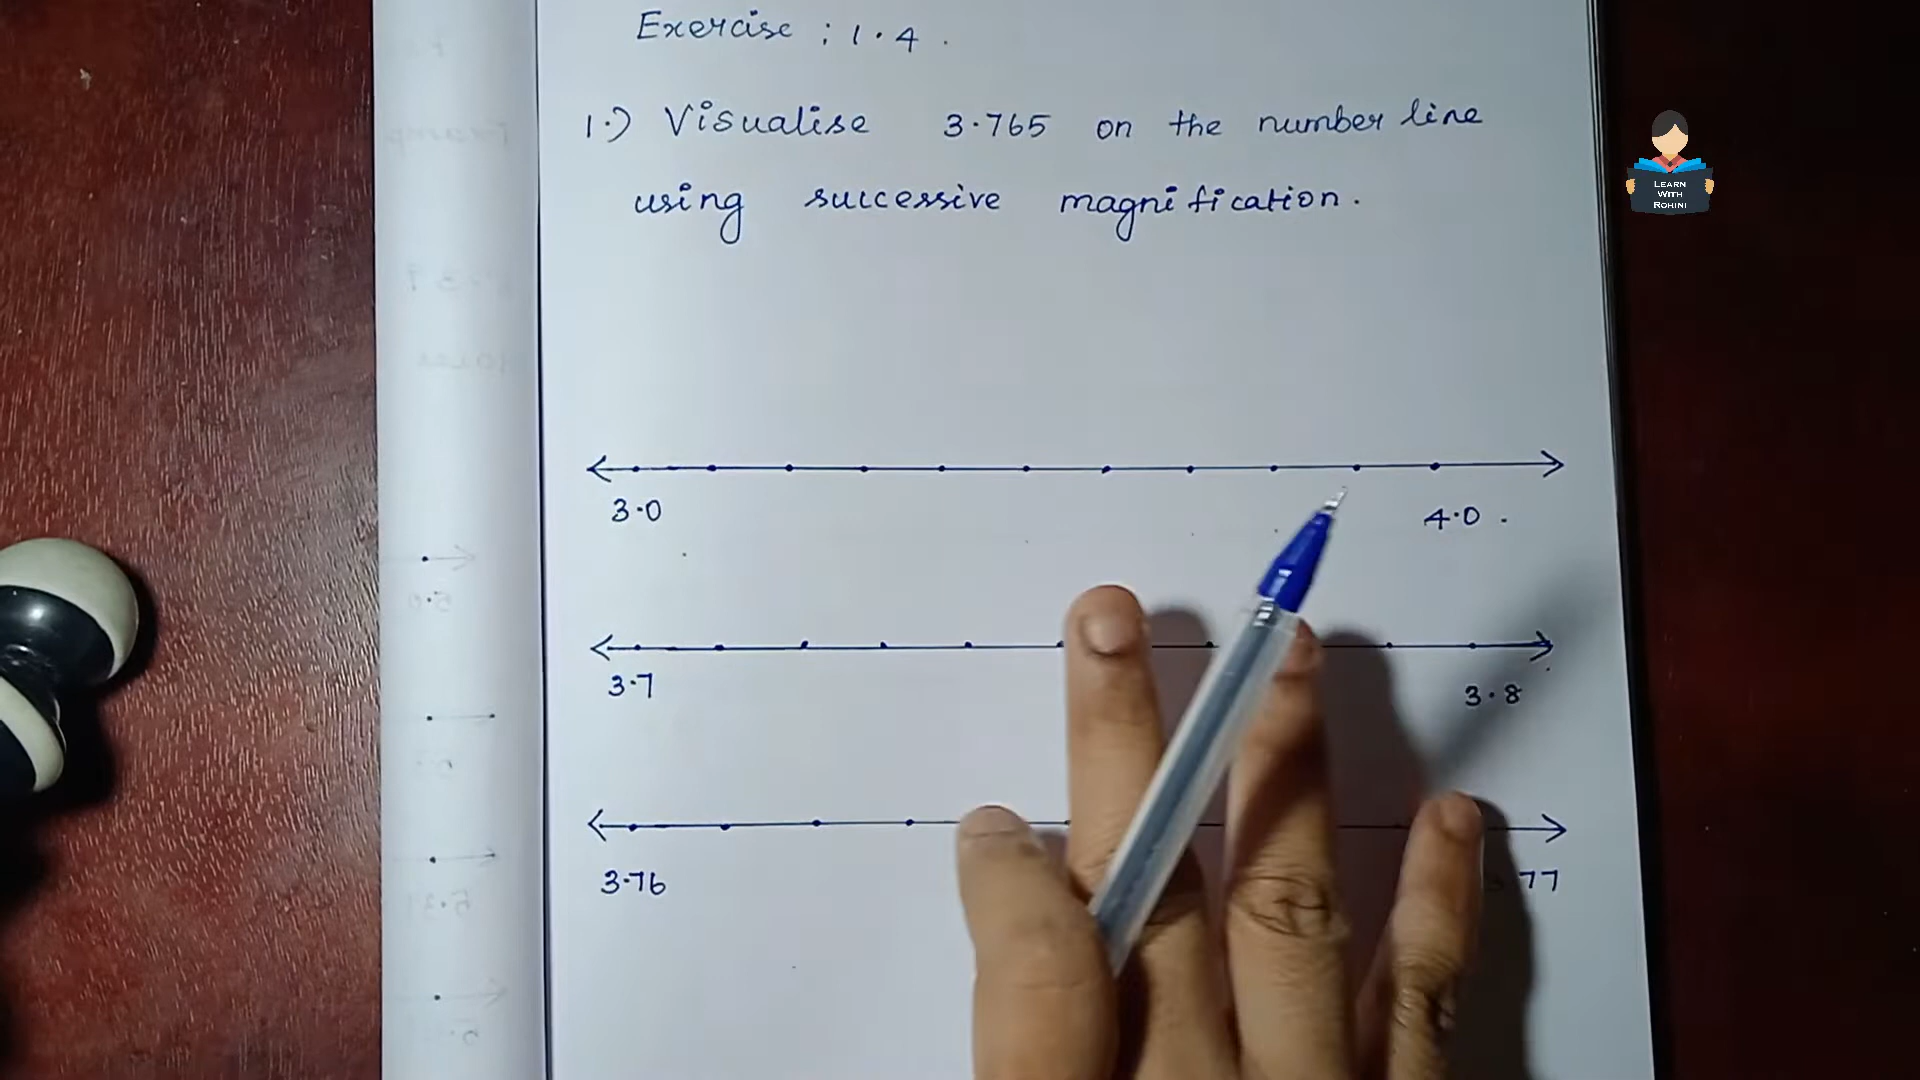 Exercise : 1.4 .
1.) Visualise 3.765 on the number line
using successive magnification.
LEARN
WITH
ROHINI
3.0 4.0 .
3.7 3.8
3.76 77